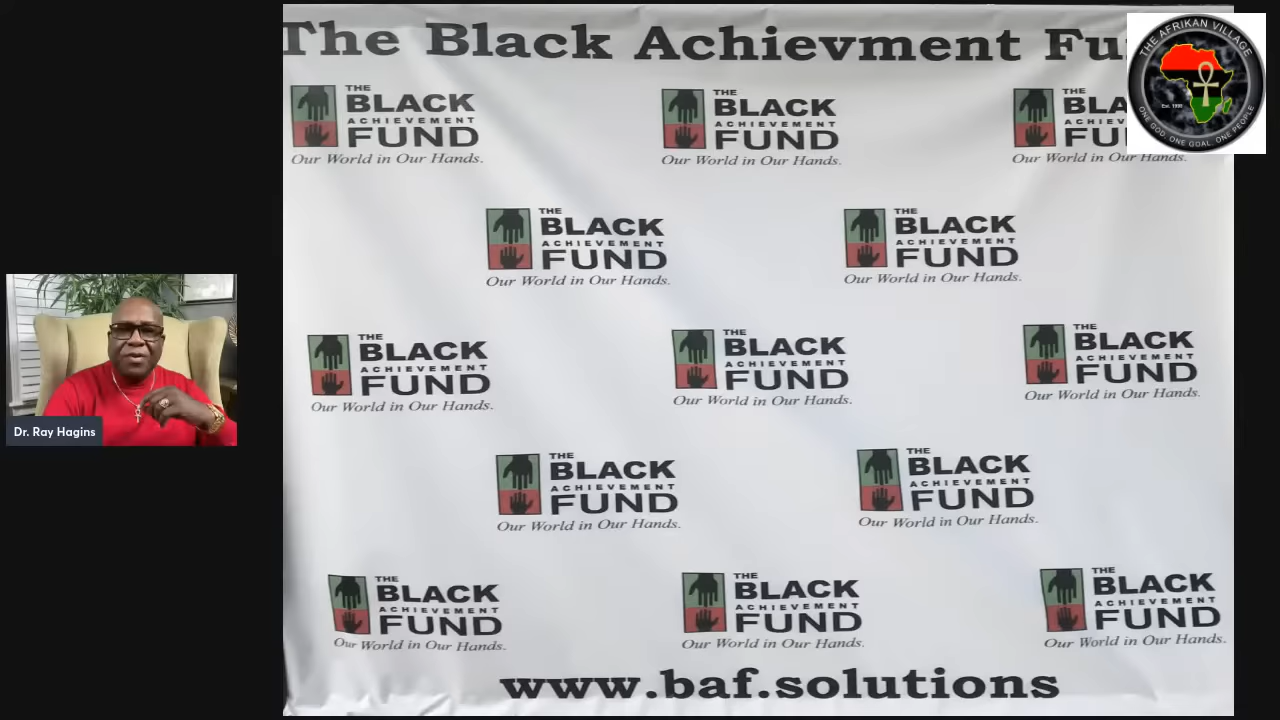 The Black Achievment Fu
THE AFRIKAN VILLAGE
Est. 1995
ONE GOD. ONE GOAL. ONE PEOPLE
THE
BLACK
ACHIEVEMENT
FUND
Our World in Our Hands.
THE
BLACK
ACHIEVEMENT
FUND
Our World in Our Hands.
THE
BLA
FU
Our World in Our Hands.
THE
BLACK
ACHIEVEMENT
FUND
Our World in Our Hands.
THE
BLACK
ACHIEVEMENT
FUND
Our World in Our Hands.
THE
BLACK
ACHIEVEMENT
FUND
Our World in Our Hands.
THE
BLACK
ACHIEVEMENT
FUND
Our World in Our Hands.
THE
BLACK
ACHIEVEMENT
FUND
Our World in Our Hands.
Dr. Ray Hagins
THE
BLACK
ACHIEVEMENT
FUND
Our World in Our Hands.
THE
BLACK
ACHIEVEMENT
FUND
Our World in Our Hands.
THE
BLACK
ACHIEVEMENT
FUND
Our World in Our Hands.
THE
BLACK
ACHIEVEMENT
FUND
Our World in Our Hands.
THE
BLACK
ACHIEVEMENT
FUND
Our World in Our Hands.
www.baf.solutions